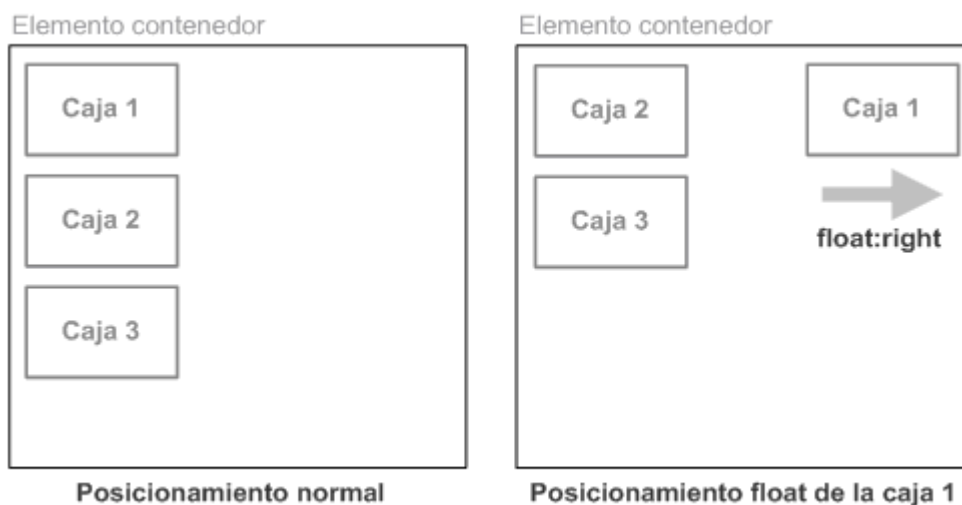 Elemento contenedor
Caja 1
Caja 2
Caja 3
Posicionamiento normal
Elemento contenedor
Caja 2
Caja 1
Caja 3
float:right
Posicionamiento float de la caja 1